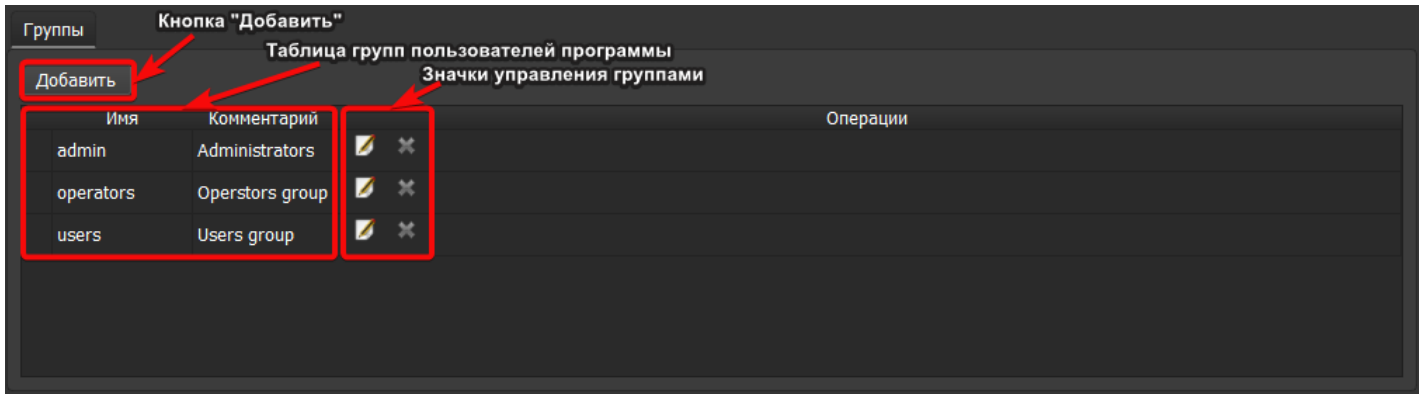 Группы
Кнопка "Добавить"
Таблица групп пользователей программы
Значки управления группами
Добавить
Имя Комментарий Операции
admin Administrators
operators Operstors group
users Users group